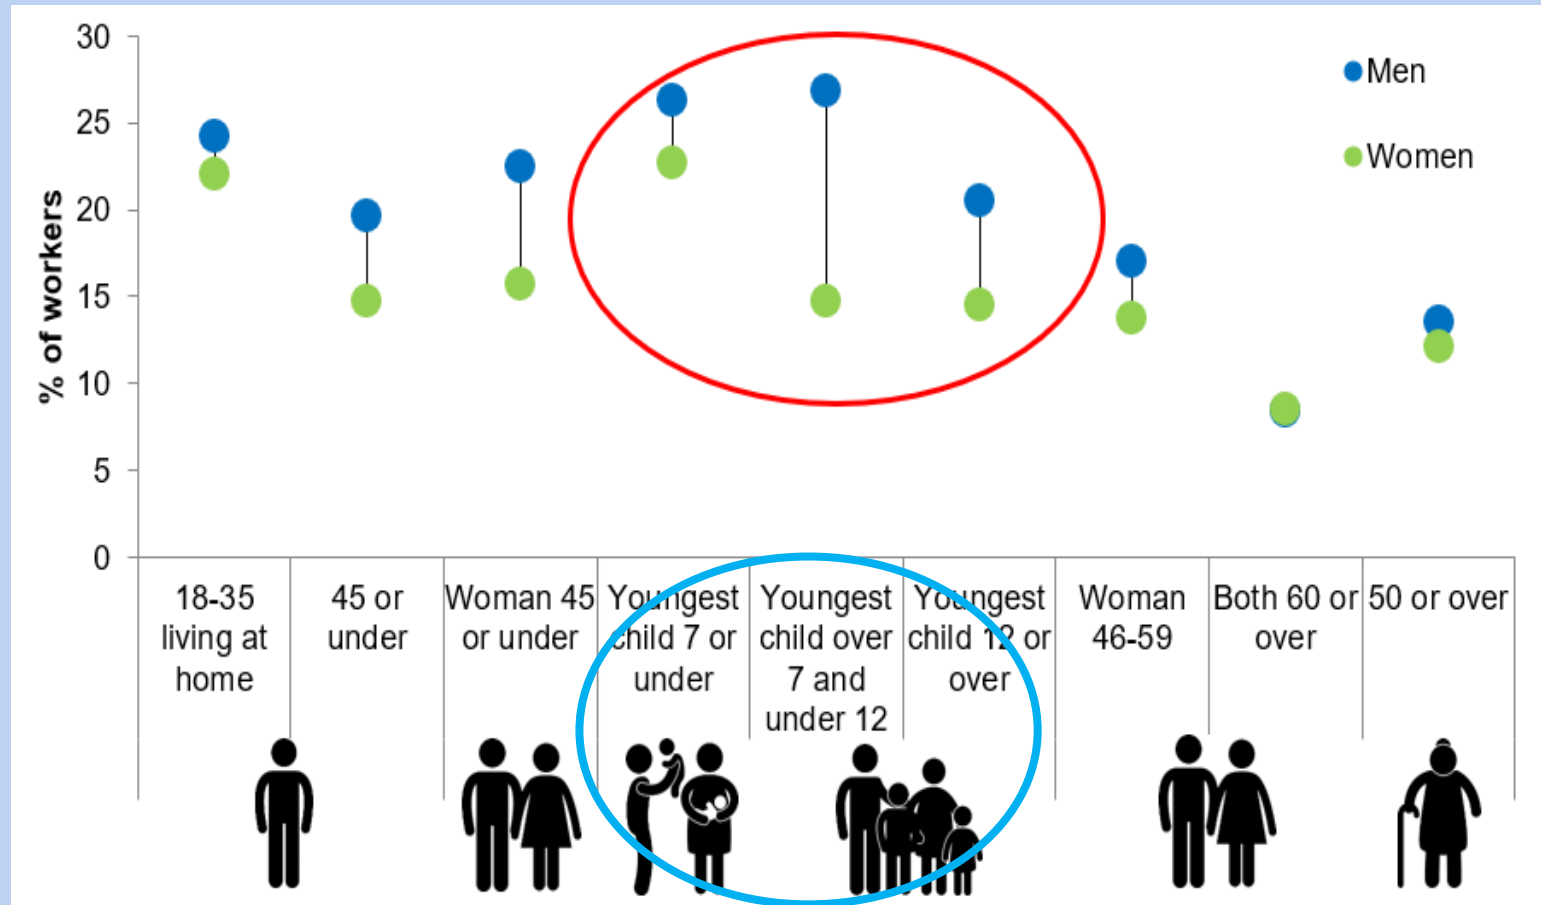 30
25
20
15
10
5
0
% of workers
Men
Women
18-35
living at
home
45 or
under
Woman 45
or under
Youngest
child 7 or
under
Youngest
child over
7 and
under 12
Youngest
child 12 or
over
Woman
46-59
Both 60 or
over
50 or over